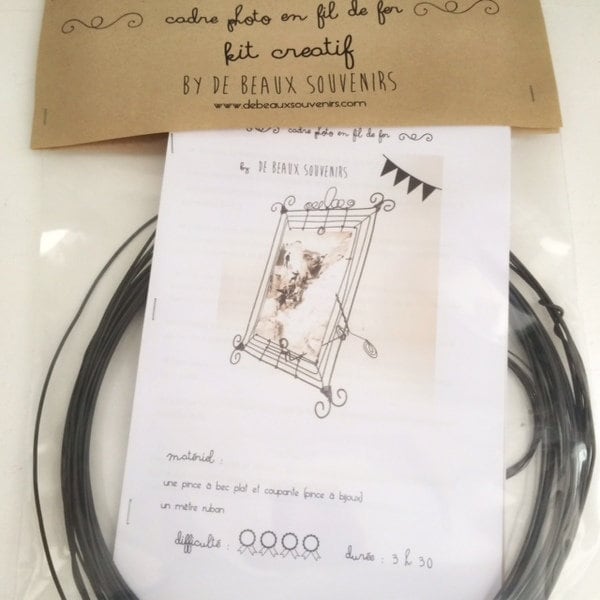 cadre photo en fil de fer
kit creatif
BY DE BEAUX SOUVENIRS
www.debeauxsouvenirs.com
cadre photo en fil de fer
by DE BEAUX SOUVENIRS
matériel :
une pince à bec plat et coupante (pince à bijoux)
un mètre ruban
difficulté :
durée : 3 h 30